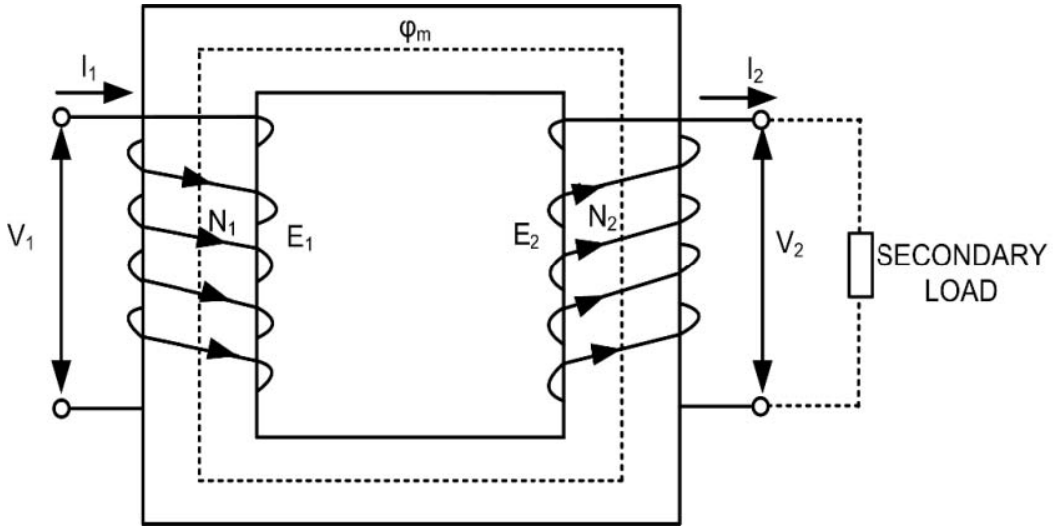 φₘ
I₁
I₂
V₁
N₁
E₁
E₂
N₂
V₂
SECONDARY
LOAD